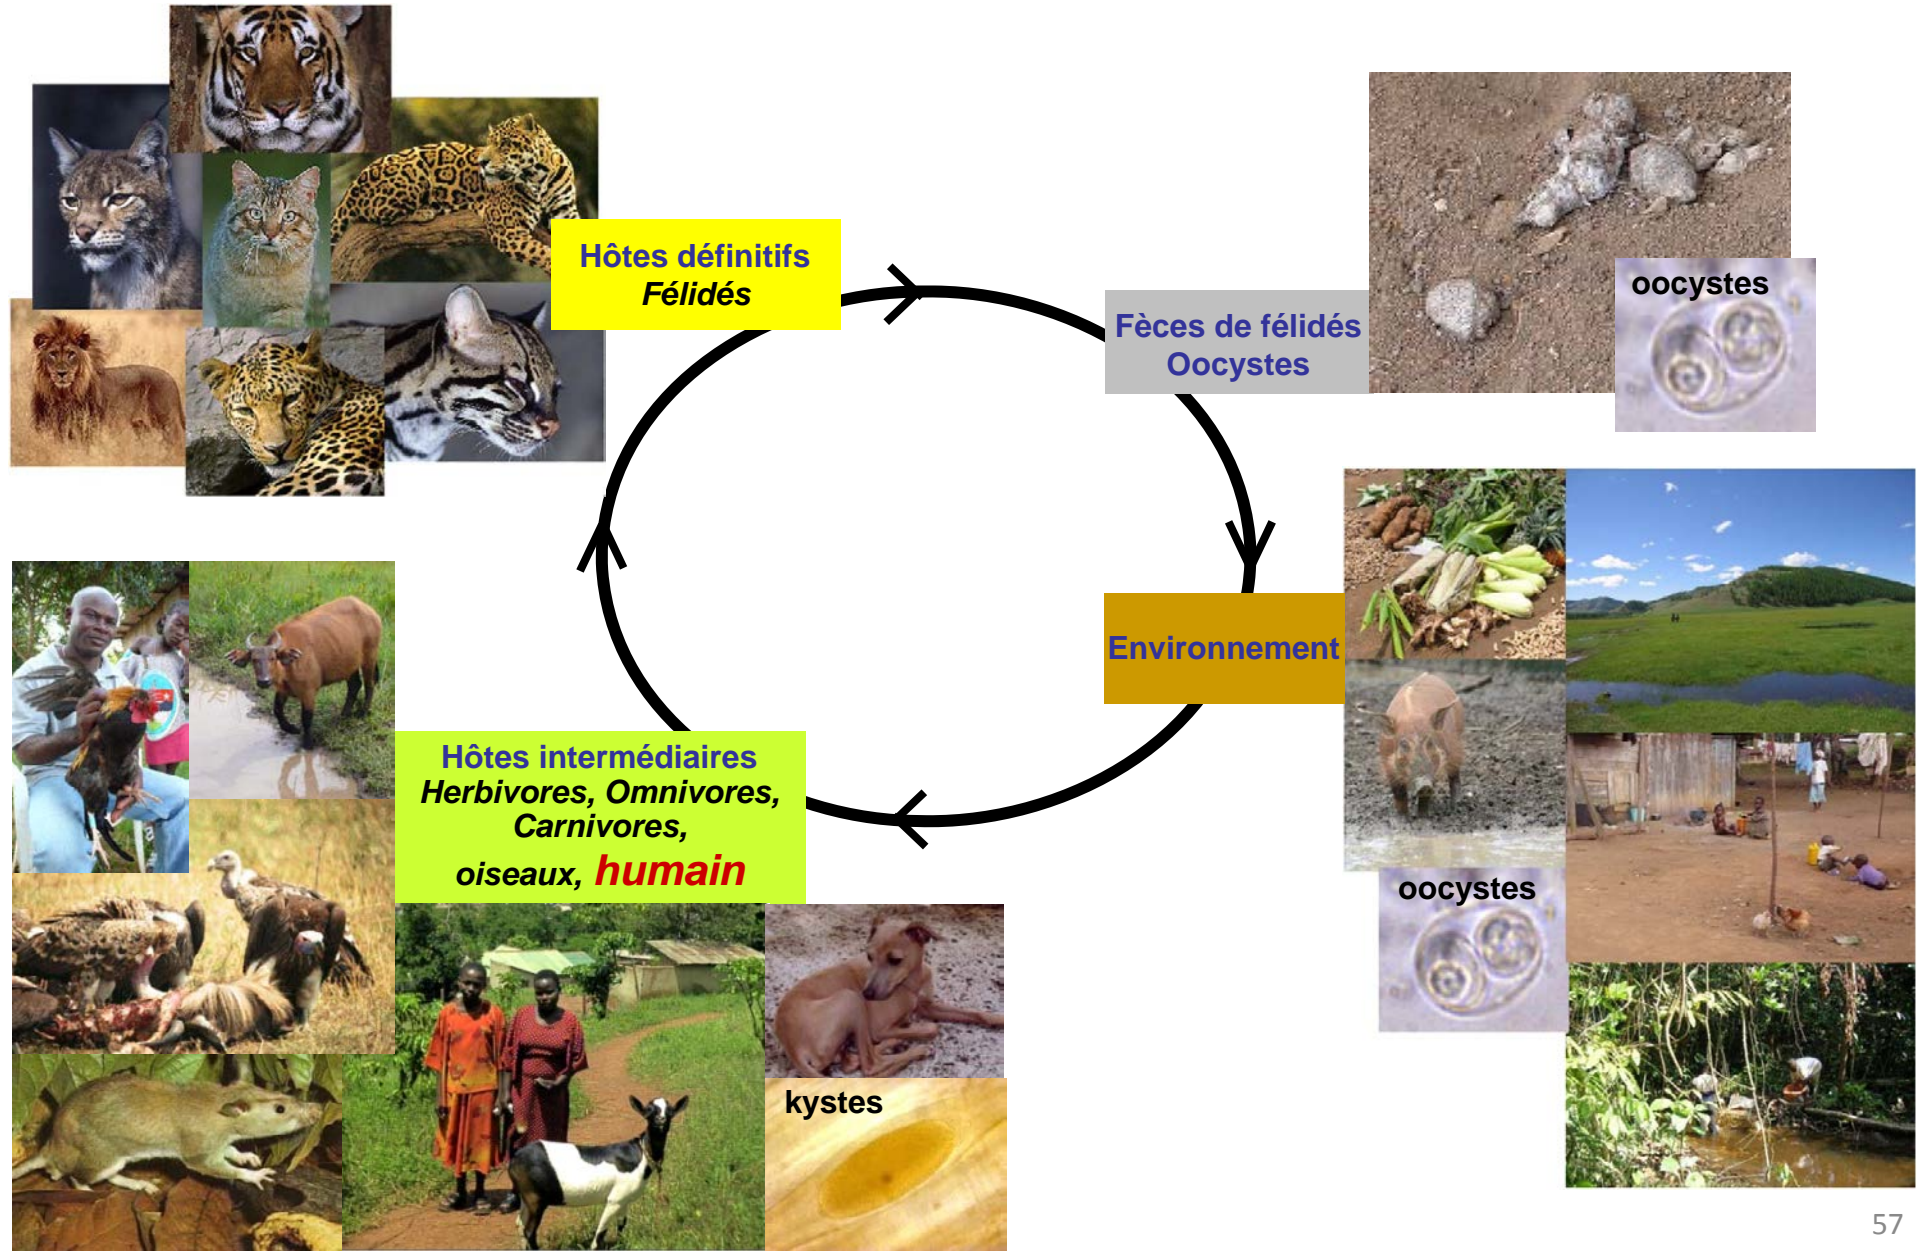 Hôtes définitifs
Félidés
Fèces de félidés
Oocystes
oocystes
Environnement
oocystes
Hôtes intermédiaires
Herbivores, Omnivores,
Carnivores,
oiseaux, humain
kystes
57